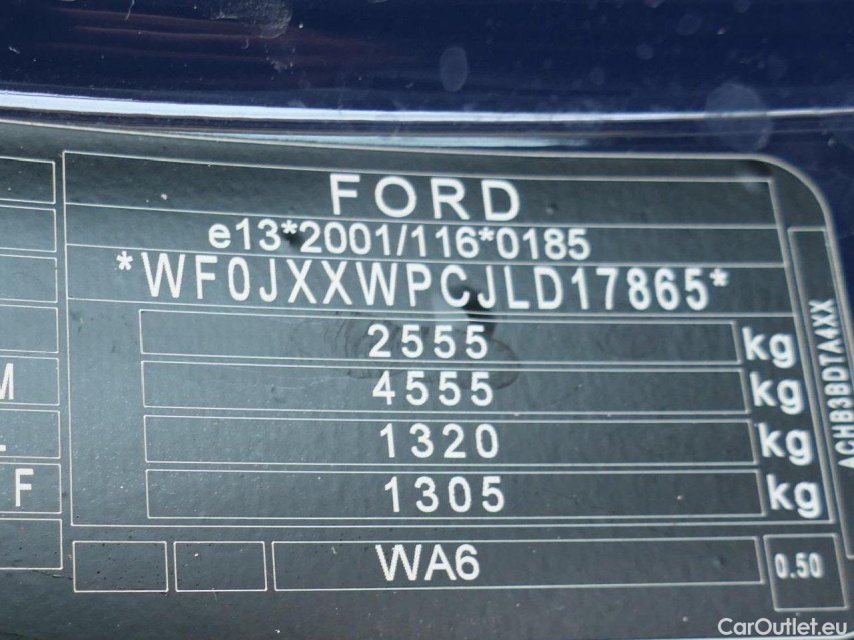 FORD
e13*2001/116*0185
*WF0JXXWPCJLD17865*
2555 kg
4555 kg
1320 kg
M
1305 kg
F
WA6
0.50
CarOutlet.eu